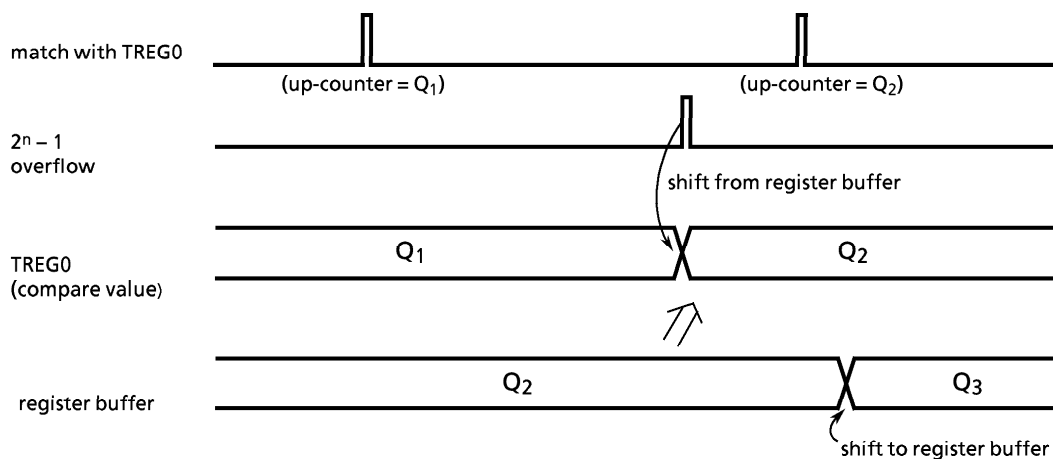 match with TREG0
(up-counter = Q₁)
(up-counter = Q₂)
2ⁿ – 1
overflow
shift from register buffer
Q₁
Q₂
TREG0
(compare value)
Q₂
Q₃
register buffer
shift to register buffer